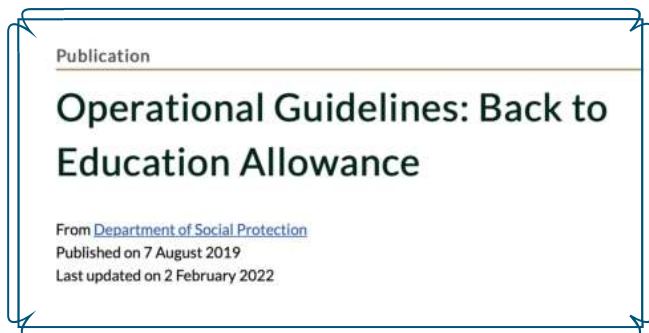 Publication
Operational Guidelines: Back to
Education Allowance
From Department of Social Protection
Published on 7 August 2019
Last updated on 2 February 2022